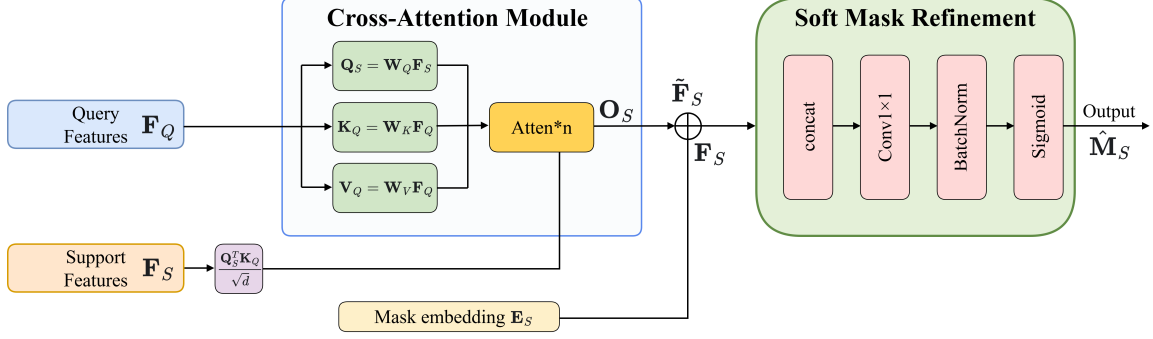 Cross-Attention Module
Soft Mask Refinement
Query
Features F_Q
Q_S = W_Q F_S
K_Q = W_K F_Q
V_Q = W_V F_Q
Atten*n
O_S
F̃_S
F_S
concat
Conv1×1
BatchNorm
Sigmoid
Output
M̂_S
Support
Features F_S
Q_S^T K_Q
√d
Mask embedding E_S